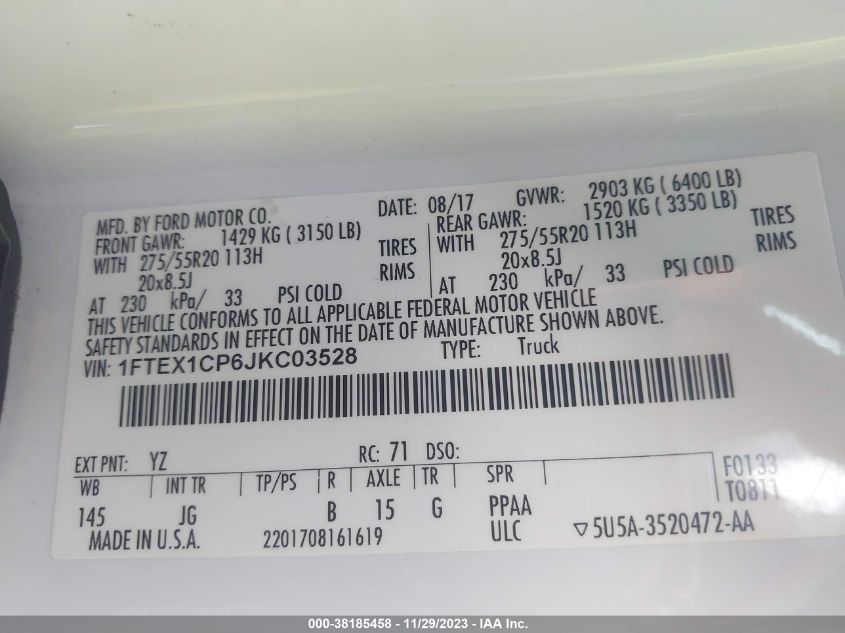 MFD. BY FORD MOTOR CO. DATE: 08/17 GVWR: 2903 KG ( 6400 LB)
FRONT GAWR: 1429 KG ( 3150 LB) REAR GAWR: 1520 KG ( 3350 LB)
WITH 275/55R20 113H TIRES WITH 275/55R20 113H TIRES
20x8.5J RIMS 20x8.5J RIMS
AT 230 kPa/ 33 PSI COLD AT 230 kPa/ 33 PSI COLD
THIS VEHICLE CONFORMS TO ALL APPLICABLE FEDERAL MOTOR VEHICLE
SAFETY STANDARDS IN EFFECT ON THE DATE OF MANUFACTURE SHOWN ABOVE.
VIN: 1FTEX1CP6JKC03528 TYPE: Truck
EXT PNT: YZ RC: 71 DSO:
WB INT TR TP/PS R AXLE TR SPR F0133
T0811
145 JG B 15 G PPAA
ULC
MADE IN U.S.A. 2201708161619 ▽5U5A-3520472-AA
000-38185458 - 11/29/2023 - IAA Inc.